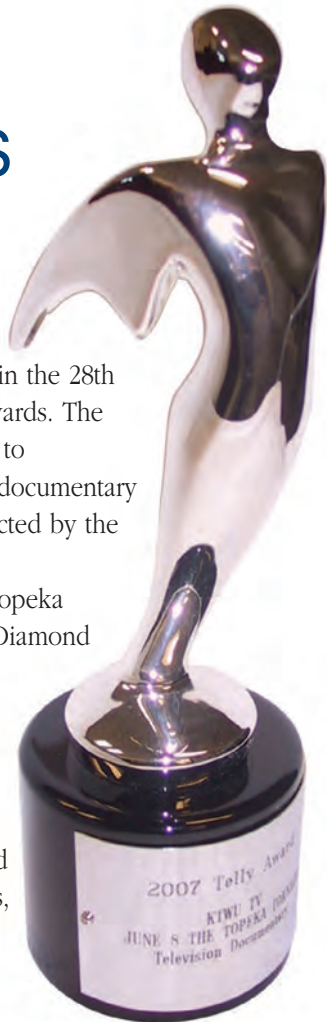 s
in the 28th
vards. The
to
documentary
cted by the
opeka
Diamond
d
s,
2007 Telly Award
KTWU TV
JUNE 8 THE TOPEKA
Television Documentary